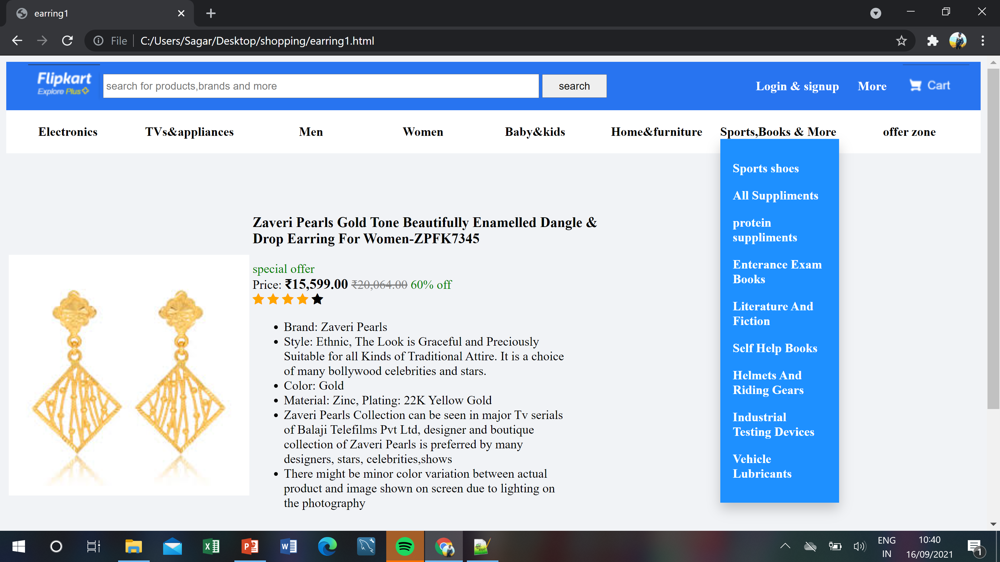 earring1
File C:/Users/Sagar/Desktop/shopping/earring1.html
Flipkart
Explore Plus
search for products,brands and more
search
Login & signup More Cart
Electronics TVs&appliances Men Women Baby&kids Home&furniture Sports,Books & More offer zone
Sports shoes
All Suppliments
protein
suppliments
Enterance Exam
Books
Literature And
Fiction
Self Help Books
Helmets And
Riding Gears
Industrial
Testing Devices
Vehicle
Lubricants
Zaveri Pearls Gold Tone Beautifully Enamelled Dangle &
Drop Earring For Women-ZPFK7345
special offer
Price: ₹15,599.00 ₹20,064.00 60% off
Brand: Zaveri Pearls
Style: Ethnic, The Look is Graceful and Preciously
Suitable for all Kinds of Traditional Attire. It is a choice
of many bollywood celebrities and stars.
Color: Gold
Material: Zinc, Plating: 22K Yellow Gold
Zaveri Pearls Collection can be seen in major Tv serials
of Balaji Telefilms Pvt Ltd, designer and boutique
collection of Zaveri Pearls is preferred by many
designers, stars, celebrities,shows
There might be minor color variation between actual
product and image shown on screen due to lighting on
the photography
ENG
IN
10:40
16/09/2021
1